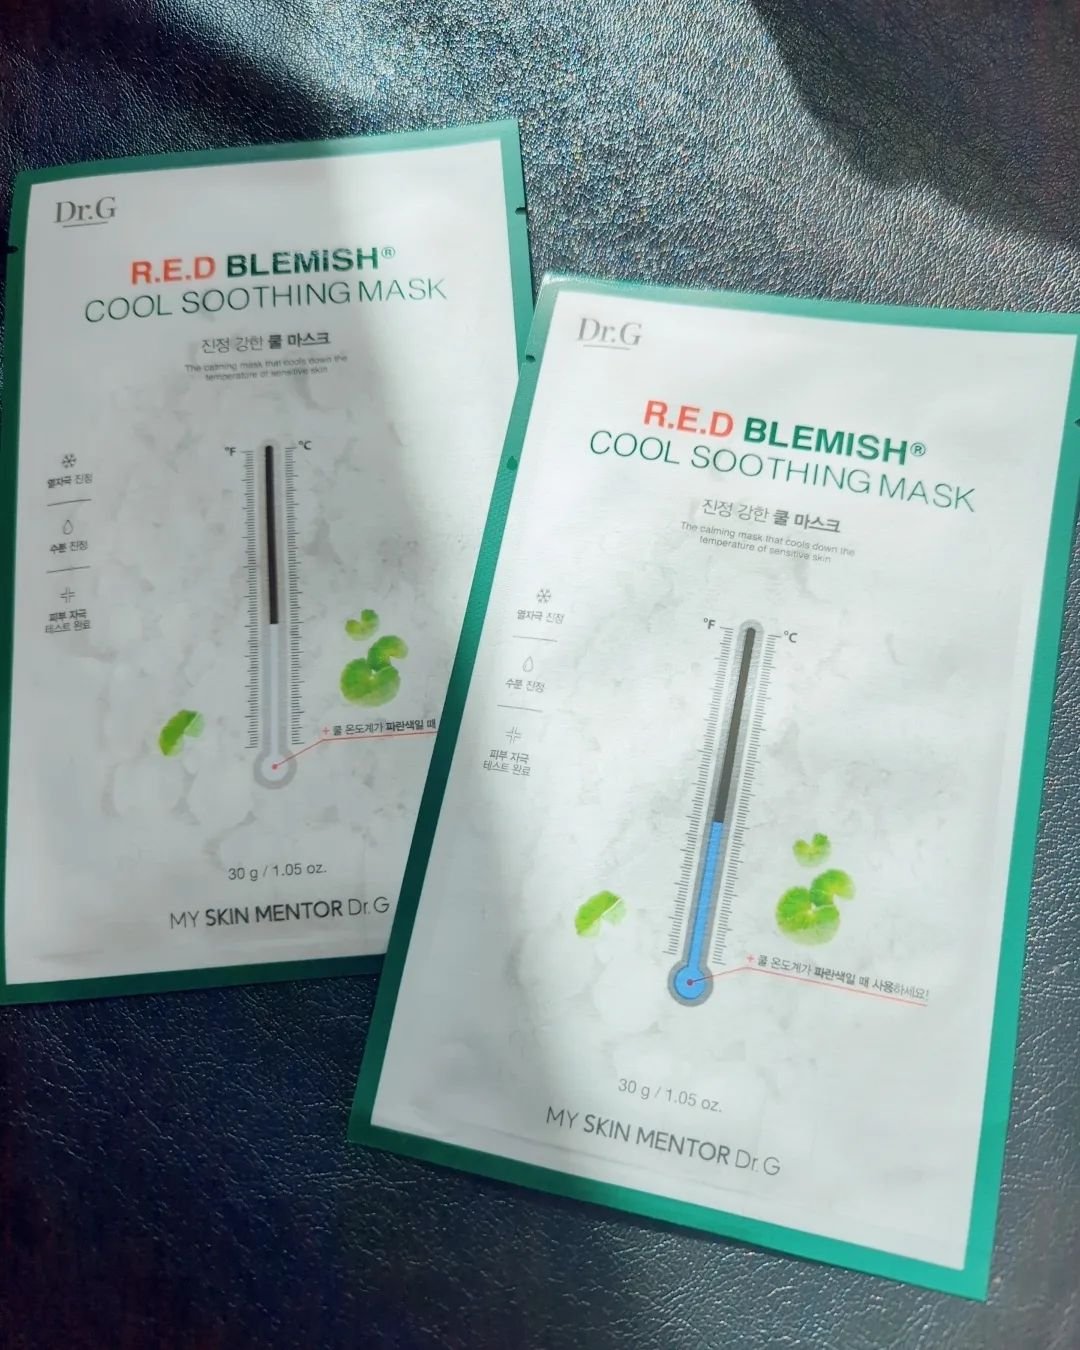 Dr.G
R.E.D BLEMISH®
COOL SOOTHING MASK
진정 강한 쿨 마스크
The calming mask that cools down the
temperature of sensitive skin
°F
°C
열자극 진정
수분 진정
피부 자극
테스트 완료
+ 쿨 온도계가 파란색일 때
30 g / 1.05 oz.
MY SKIN MENTOR Dr.G
Dr.G
R.E.D BLEMISH®
COOL SOOTHING MASK
진정 강한 쿨 마스크
The calming mask that cools down the
temperature of sensitive skin
°F
°C
열자극 진정
수분 진정
피부 자극
테스트 완료
+ 쿨 온도계가 파란색일 때 사용하세요!
30 g / 1.05 oz.
MY SKIN MENTOR Dr.G